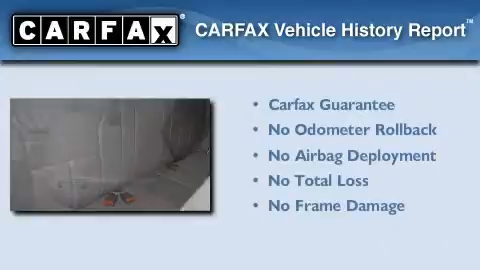 CARFAX® CARFAX Vehicle History Report™
• Carfax Guarantee
• No Odometer Rollback
• No Airbag Deployment
• No Total Loss
• No Frame Damage